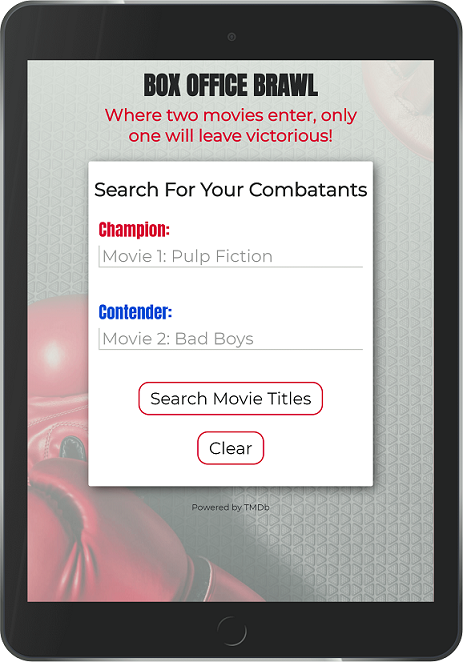 BOX OFFICE BRAWL
Where two movies enter, only
one will leave victorious!
Search For Your Combatants
Champion:
Movie 1: Pulp Fiction
Contender:
Movie 2: Bad Boys
Search Movie Titles
Clear
Powered by TMDb